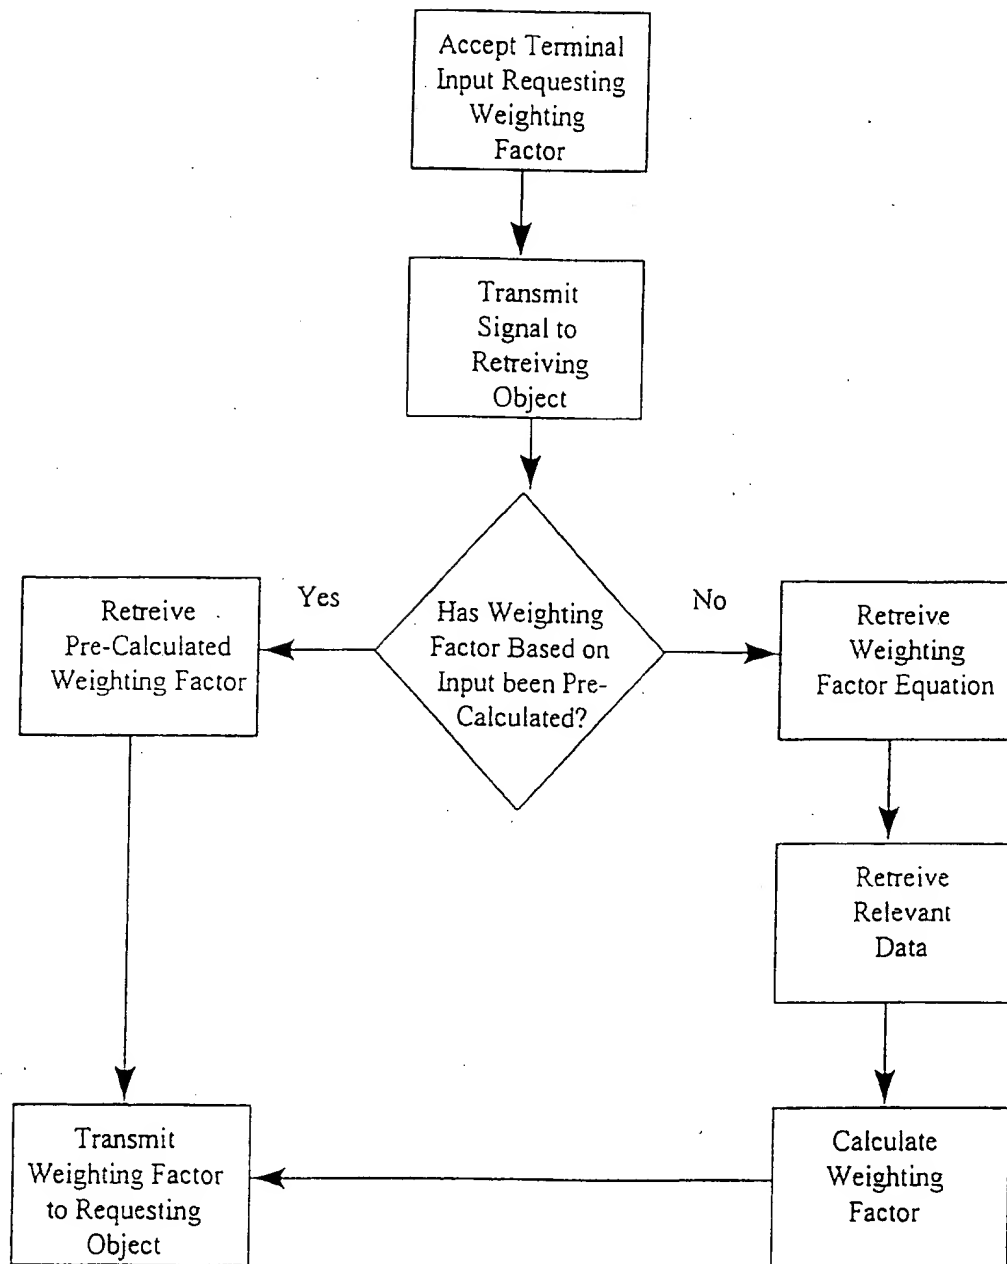 Accept Terminal
Input Requesting
Weighting
Factor
Transmit
Signal to
Retreiving
Object
Has Weighting
Factor Based on
Input been Pre-
Calculated?
Yes
No
Retreive
Pre-Calculated
Weighting Factor
Retreive
Weighting
Factor Equation
Retreive
Relevant
Data
Transmit
Weighting Factor
to Requesting
Object
Calculate
Weighting
Factor